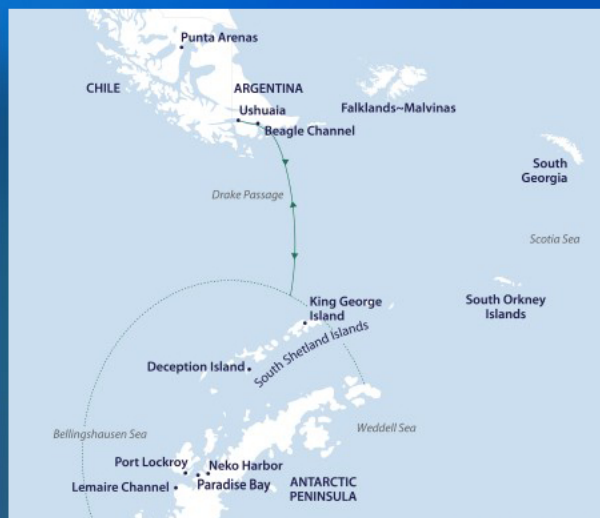 Punta Arenas
CHILE
ARGENTINA
Ushuaia
Beagle Channel
Falklands~Malvinas
South
Georgia
Drake Passage
Scotia Sea
King George
Island
South Orkney
Islands
South Shetland Islands
Deception Island
Bellingshausen Sea
Weddell Sea
Port Lockroy
Neko Harbor
Lemaire Channel
Paradise Bay
ANTARCTIC
PENINSULA